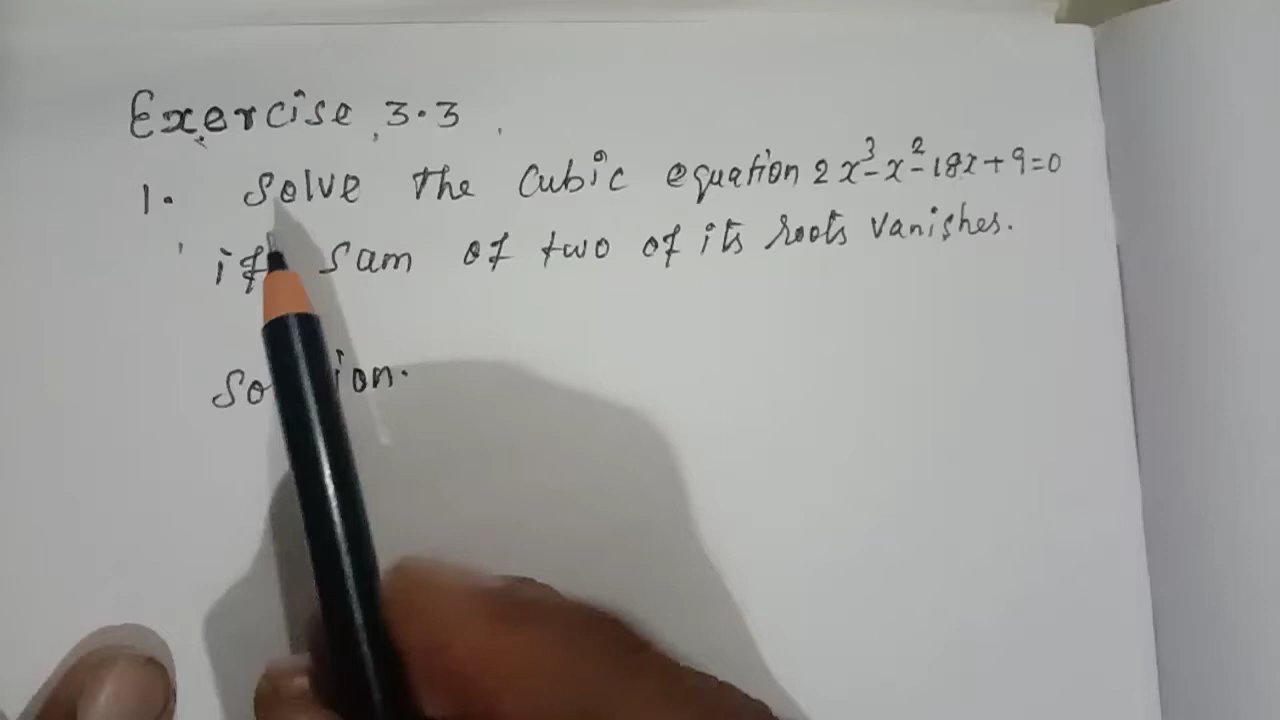 Exercise 3.3
1. Solve the cubic equation 2x³-x²-18x+9=0
if sum of two of its roots vanishes.